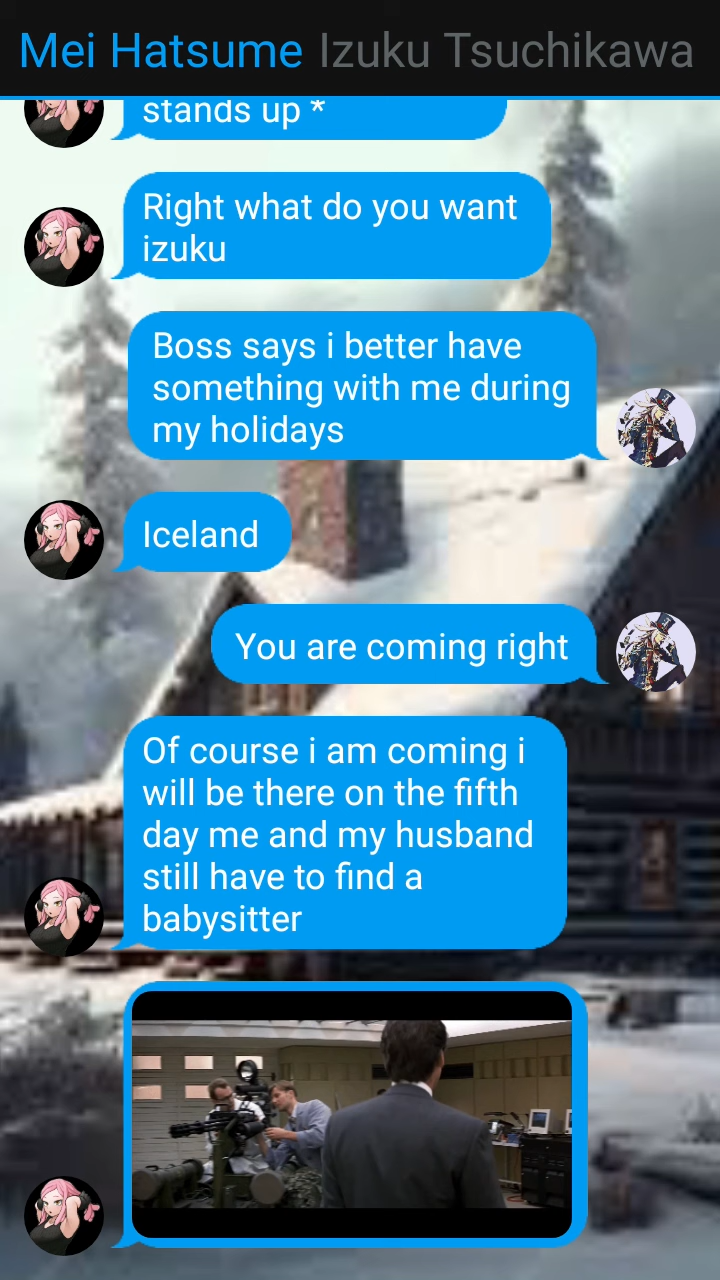 Mei Hatsume Izuku Tsuchikawa
stands up *
Right what do you want
izuku
Boss says i better have
something with me during
my holidays
Iceland
You are coming right
Of course i am coming i
will be there on the fifth
day me and my husband
still have to find a
babysitter